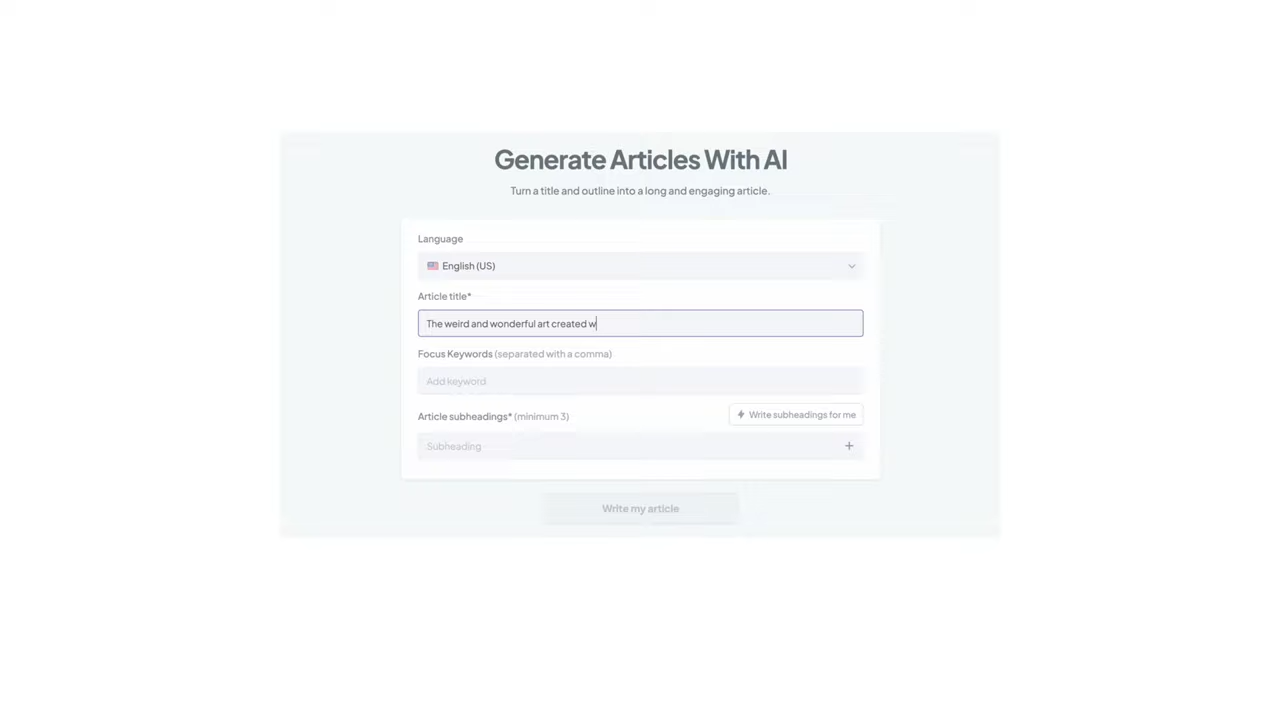 Generate Articles With AI
Turn a title and outline into a long and engaging article.
Language
English (US)
Article title*
The weird and wonderful art created w
Focus Keywords (separated with a comma)
Add keyword
Article subheadings* (minimum 3)
Write subheadings for me
Subheading
Write my article